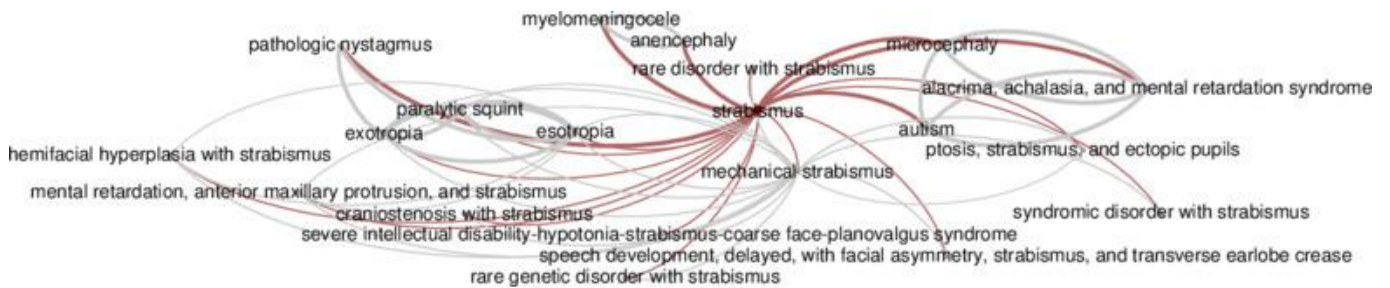 myelomeningocele
pathologic nystagmus
anencephaly
microcephaly
rare disorder with strabismus
alacrima, achalasia, and mental retardation syndrome
paralytic squint
strabismus
exotropia
esotropia
autism
hemifacial hyperplasia with strabismus
ptosis, strabismus, and ectopic pupils
mechanical strabismus
mental retardation, anterior maxillary protrusion, and strabismus
craniostenosis with strabismus
syndromic disorder with strabismus
severe intellectual disability-hypotonia-strabismus-coarse face-planovalgus syndrome
speech development, delayed, with facial asymmetry, strabismus, and transverse earlobe crease
rare genetic disorder with strabismus